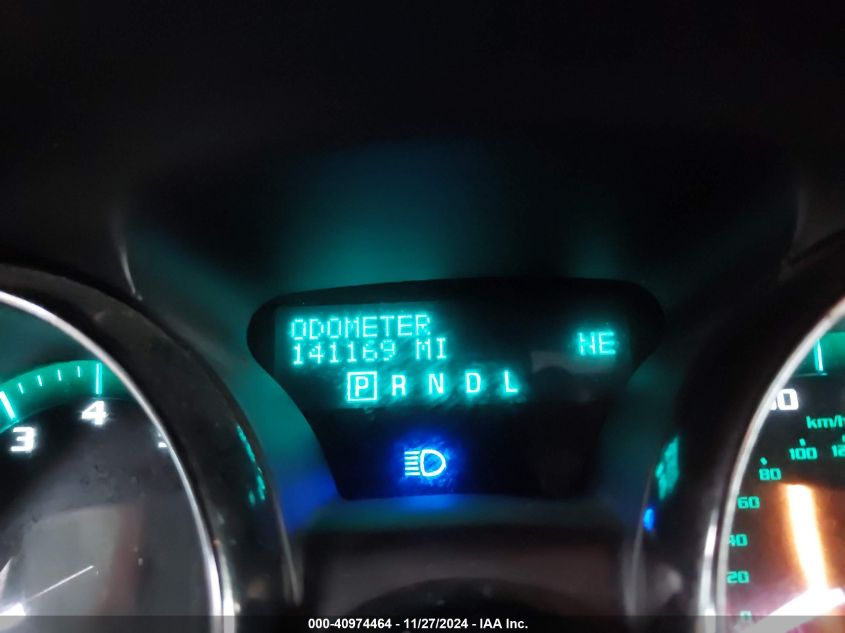 ODOMETER
141169 MI NE
P R N D L
3 4
km/h
0 20 40 60 80 100
000-40974464 - 11/27/2024 - IAA Inc.